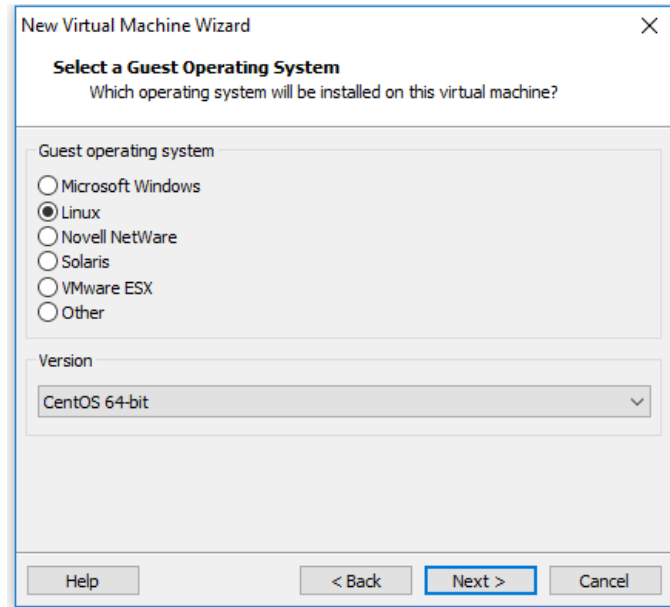 New Virtual Machine Wizard
Select a Guest Operating System
Which operating system will be installed on this virtual machine?
Guest operating system
Microsoft Windows
Linux
Novell NetWare
Solaris
VMware ESX
Other
Version
CentOS 64-bit
Help
< Back
Next >
Cancel